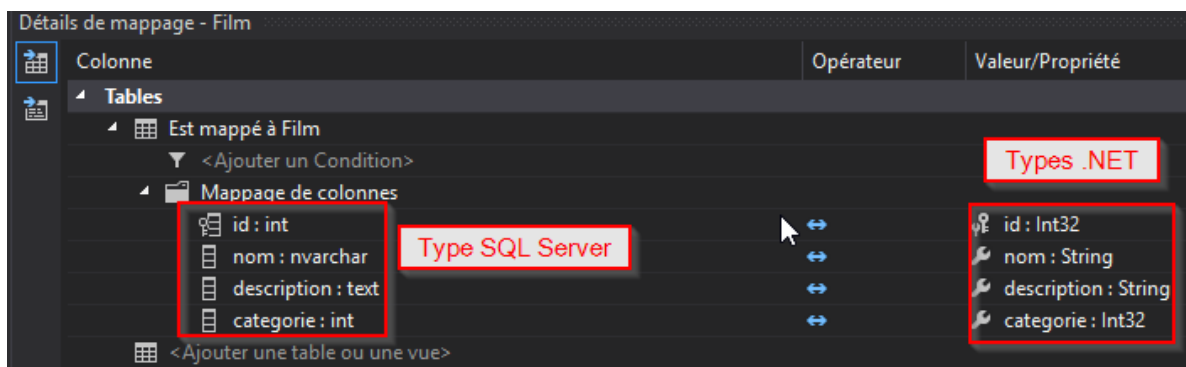 Détails de mappage - Film
Colonne Opérateur Valeur/Propriété
Tables
Est mappé à Film
<Ajouter un Condition>
Types .NET
Mappage de colonnes
id : int id : Int32
nom : nvarchar Type SQL Server nom : String
description : text description : String
categorie : int categorie : Int32
<Ajouter une table ou une vue>